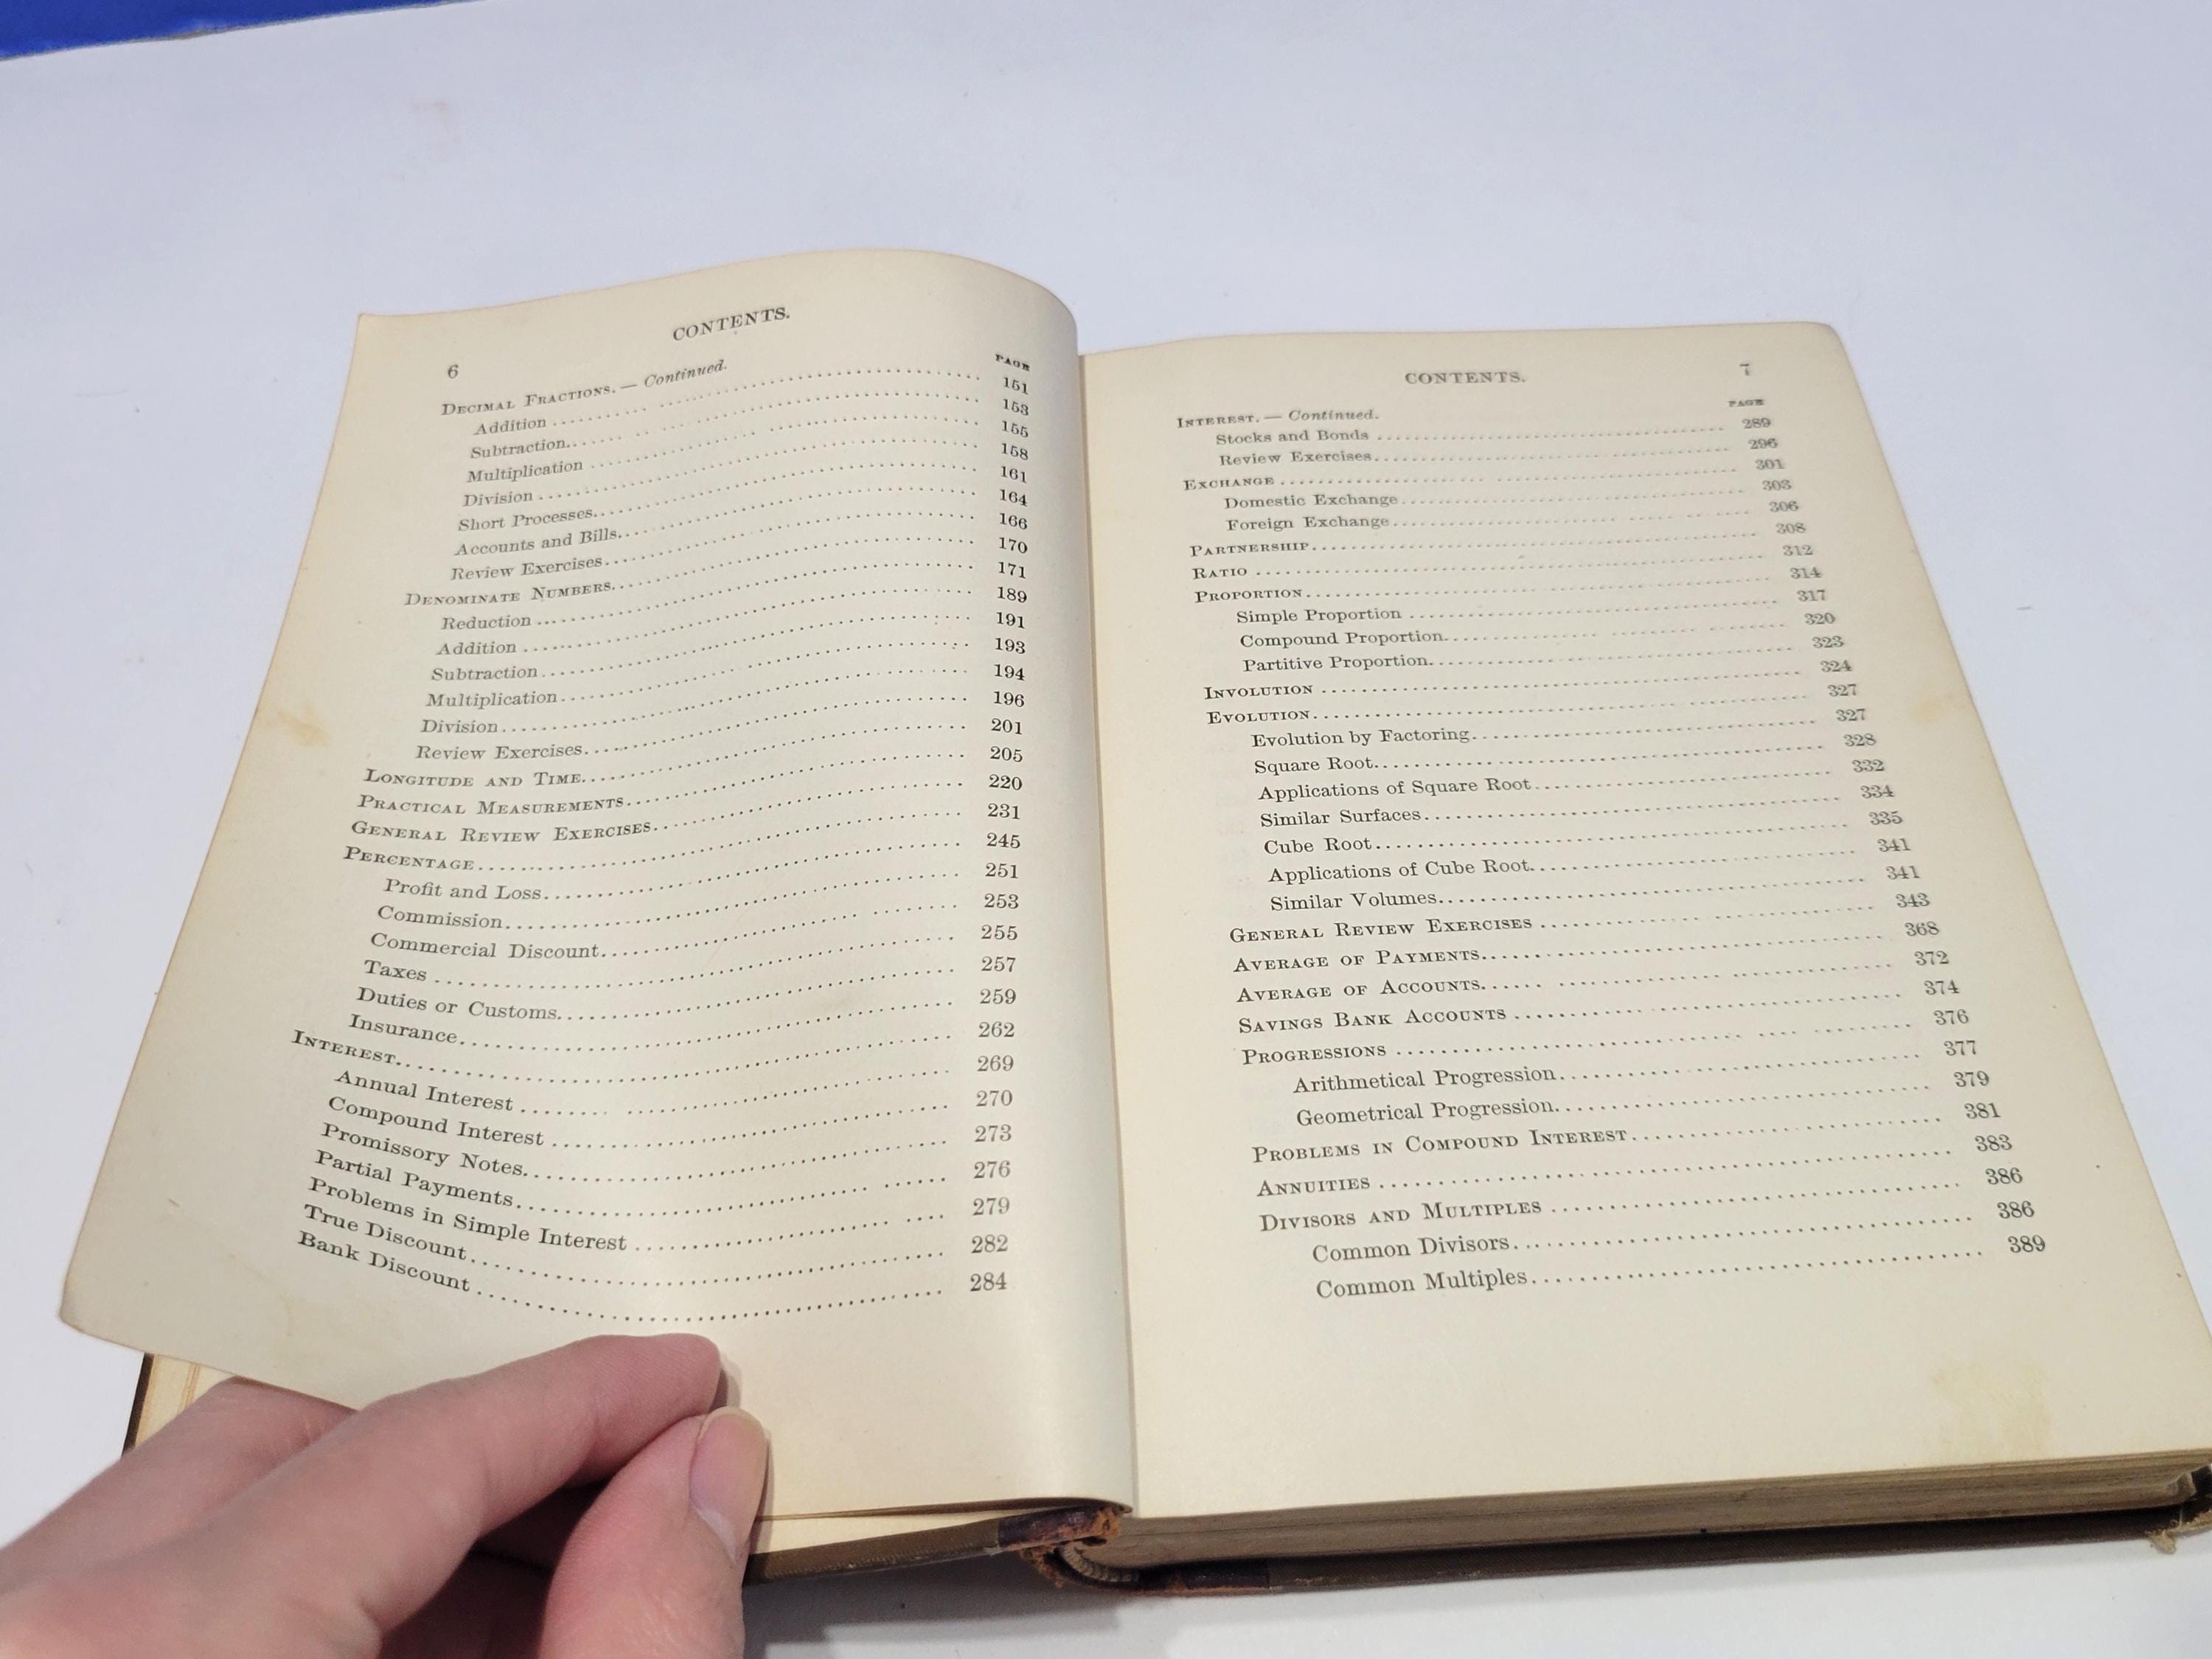 CONTENTS.
6
PAGE
DECIMAL FRACTIONS. — Continued.
Addition ........ 151
Subtraction........ 153
Multiplication ........ 155
Division ........ 158
Short Processes........ 161
Accounts and Bills........ 164
Review Exercises........ 166
DENOMINATE NUMBERS........ 170
Reduction ........ 171
Addition ........ 189
Subtraction ........ 191
Multiplication ........ 193
Division ........ 194
Review Exercises........ 196
LONGITUDE AND TIME........ 201
PRACTICAL MEASUREMENTS........ 205
GENERAL REVIEW EXERCISES........ 220
PERCENTAGE........ 231
Profit and Loss........ 245
Commission........ 251
Commercial Discount........ 253
Taxes ........ 255
Duties or Customs........ 257
Insurance........ 259
INTEREST........ 262
Annual Interest ........ 269
Compound Interest ........ 270
Promissory Notes........ 273
Partial Payments........ 276
Problems in Simple Interest ........ 279
True Discount........ 282
Bank Discount ........ 284
CONTENTS. 7
PAGE
INTEREST. — Continued.
Stocks and Bonds ........ 289
Review Exercises........ 296
EXCHANGE ........ 301
Domestic Exchange........ 303
Foreign Exchange........ 306
PARTNERSHIP........ 308
RATIO ........ 312
PROPORTION........ 314
Simple Proportion ........ 317
Compound Proportion........ 320
Partitive Proportion........ 323
INVOLUTION ........ 324
EVOLUTION........ 327
Evolution by Factoring........ 327
Square Root........ 328
Applications of Square Root........ 332
Similar Surfaces........ 334
Cube Root........ 335
Applications of Cube Root........ 341
Similar Volumes........ 341
GENERAL REVIEW EXERCISES ........ 343
AVERAGE OF PAYMENTS........ 368
AVERAGE OF ACCOUNTS........ 372
SAVINGS BANK ACCOUNTS ........ 374
PROGRESSIONS ........ 376
Arithmetical Progression........ 377
Geometrical Progression........ 379
PROBLEMS IN COMPOUND INTEREST........ 381
ANNUITIES ........ 383
DIVISORS AND MULTIPLES ........ 386
Common Divisors........ 386
Common Multiples........ 389